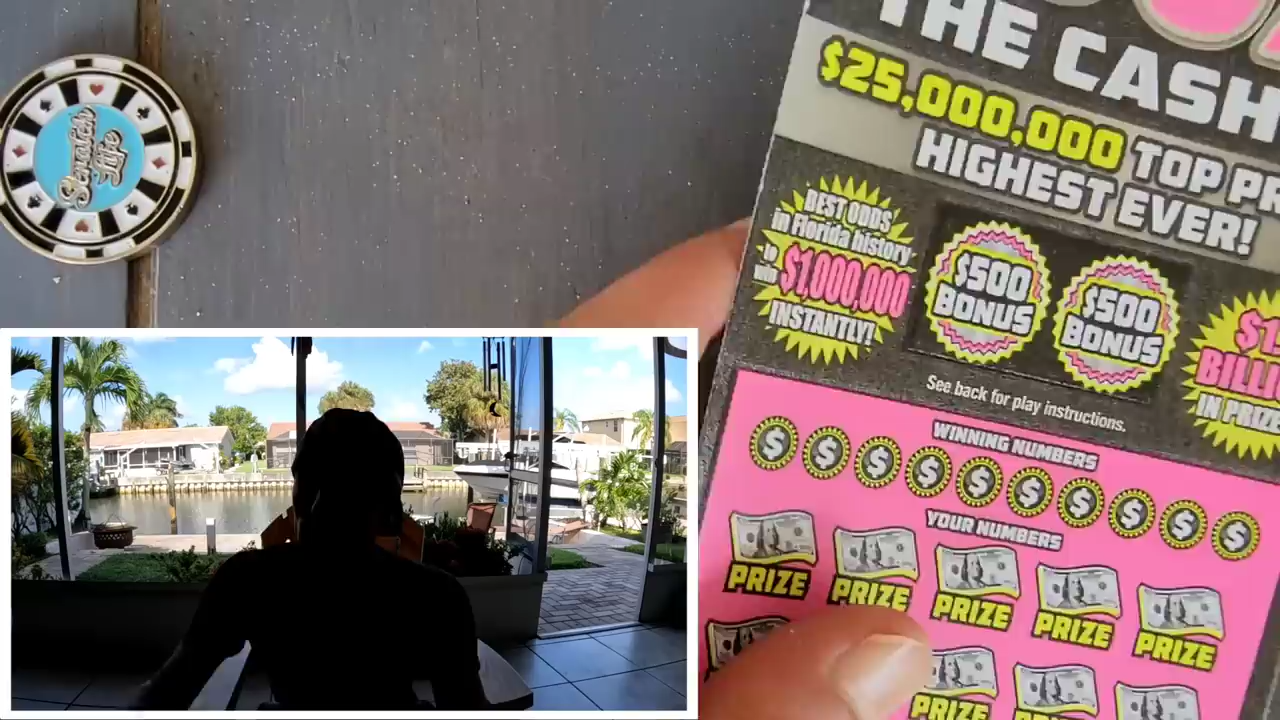 Scratch
Life
THE CASH
$25,000,000 TOP PR
HIGHEST EVER!
BEST ODDS
in Florida history
to
win $1,000,000
INSTANTLY!
$500
BONUS
$500
BONUS
BILLI
IN PRIZE
See back for play instructions.
WINNING NUMBERS
$ $ $ $ $ $ $ $ $ $
YOUR NUMBERS
PRIZE PRIZE PRIZE PRIZE PRIZE
PRIZE